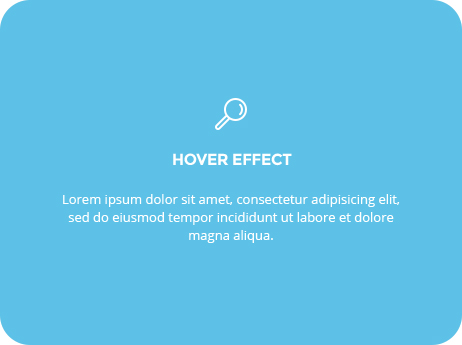 HOVER EFFECT
Lorem ipsum dolor sit amet, consectetur adipisicing elit,
sed do eiusmod tempor incididunt ut labore et dolore
magna aliqua.